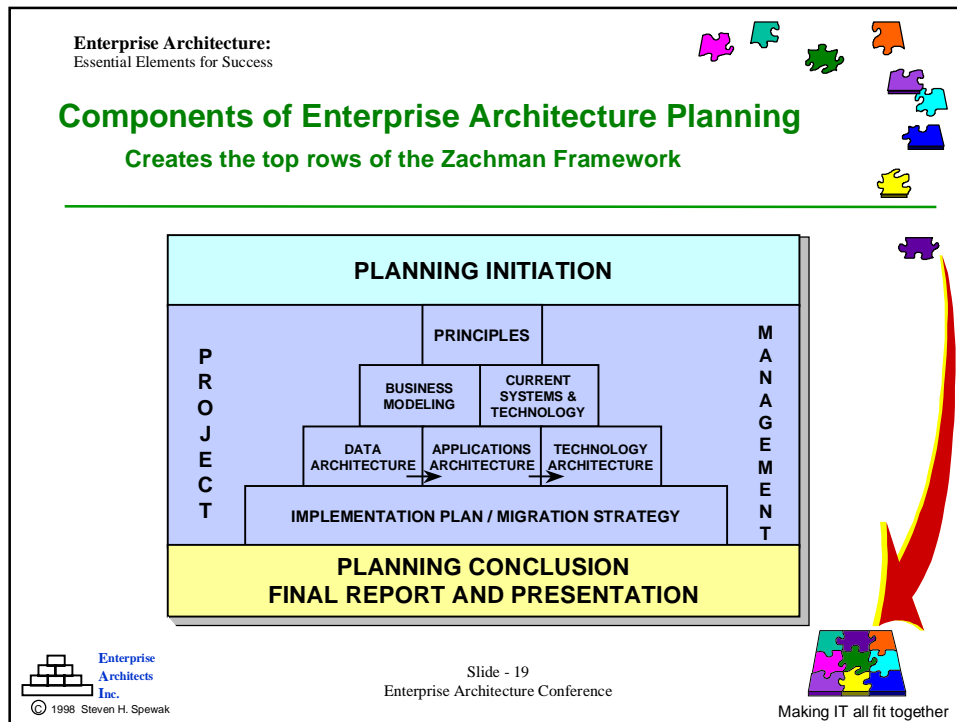 Enterprise Architecture:
Essential Elements for Success
Components of Enterprise Architecture Planning
Creates the top rows of the Zachman Framework
PLANNING INITIATION
PROJECT
PRINCIPLES
BUSINESS
MODELING
CURRENT
SYSTEMS &
TECHNOLOGY
DATA
ARCHITECTURE
APPLICATIONS
ARCHITECTURE
TECHNOLOGY
ARCHITECTURE
IMPLEMENTATION PLAN / MIGRATION STRATEGY
MANAGEMENT
PLANNING CONCLUSION
FINAL REPORT AND PRESENTATION
Enterprise
Architects
Inc.
© 1998 Steven H. Spewak
Slide - 19
Enterprise Architecture Conference
Making IT all fit together